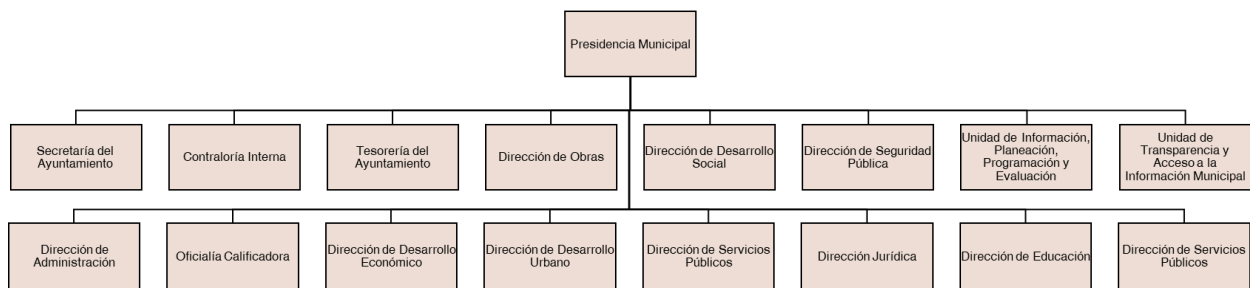 Presidencia Municipal
Secretaría del
Ayuntamiento
Contraloría Interna
Tesorería del
Ayuntamiento
Dirección de Obras
Dirección de Desarrollo
Social
Dirección de Seguridad
Pública
Unidad de Información,
Planeación,
Programación y
Evaluación
Unidad de
Transparencia y
Acceso a la
Información Municipal
Dirección de
Administración
Oficialía Calificadora
Dirección de Desarrollo
Económico
Dirección de Desarrollo
Urbano
Dirección de Servicios
Públicos
Dirección Jurídica
Dirección de Educación
Dirección de Servicios
Públicos